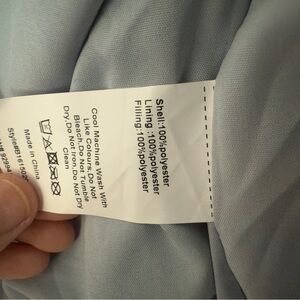 Shell:100%polyester
Lining :100%polyester
Filling:100%polyester
Cool Machine Wash With
Like Colours.Do Not
Bleach.Do Not Tumble
Dry.Do Not Iron.Do Not Dry
Clean
Made in China